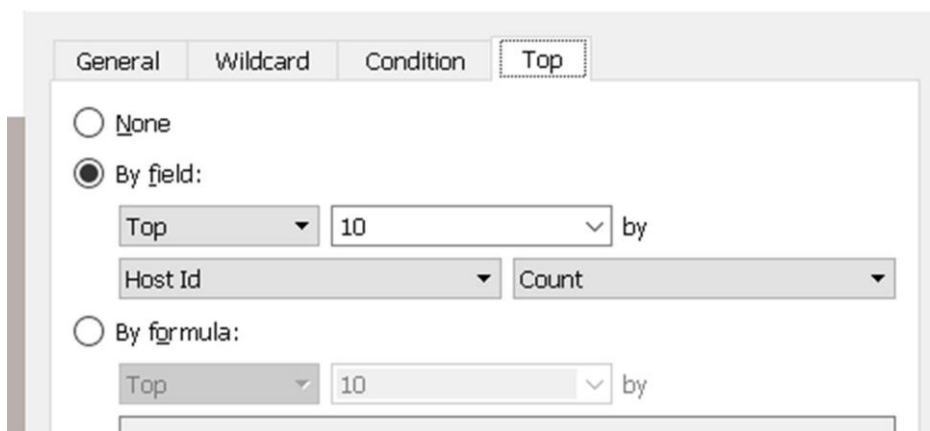 General Wildcard Condition Top
None
By field:
Top 10 by
Host Id Count
By formula:
Top 10 by